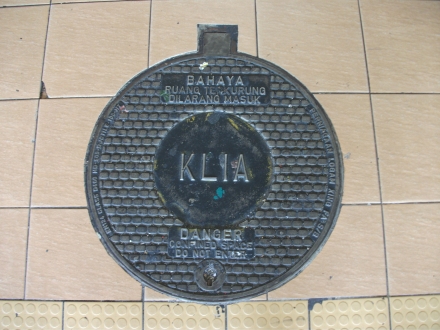 BAHAYA
RUANG TERKURUNG
DILARANG MASUK
KLIA
DANGER
CONFINED SPACE
DO NOT ENTER